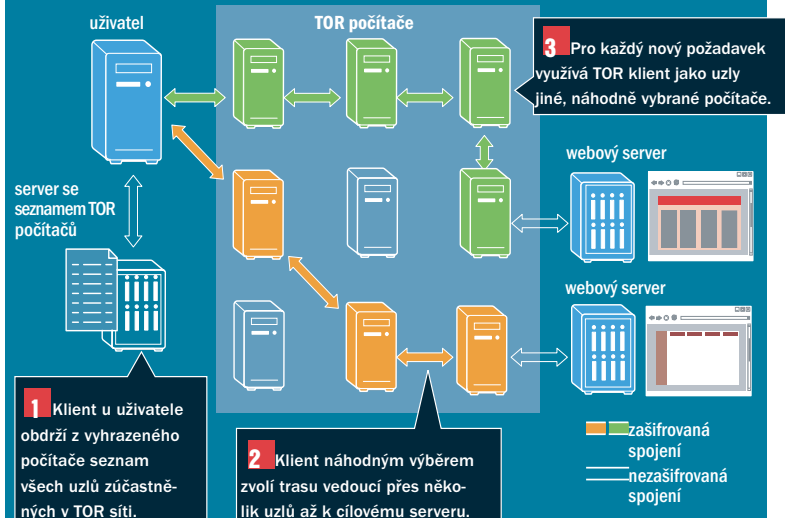 uživatel
TOR počítače
3 Pro každý nový požadavek
využívá TOR klient jako uzly
jiné, náhodně vybrané počítače.
webový server
server se
seznamem TOR
počítačů
webový server
1 Klient u uživatele
obdrží z vyhrazeného
počítače seznam
všech uzlů zúčastně-
ných v TOR síti.
2 Klient náhodným výběrem
zvolí trasu vedoucí přes něko-
lik uzlů až k cílovému serveru.
zašifrovaná
spojení
nezašifrovaná
spojení